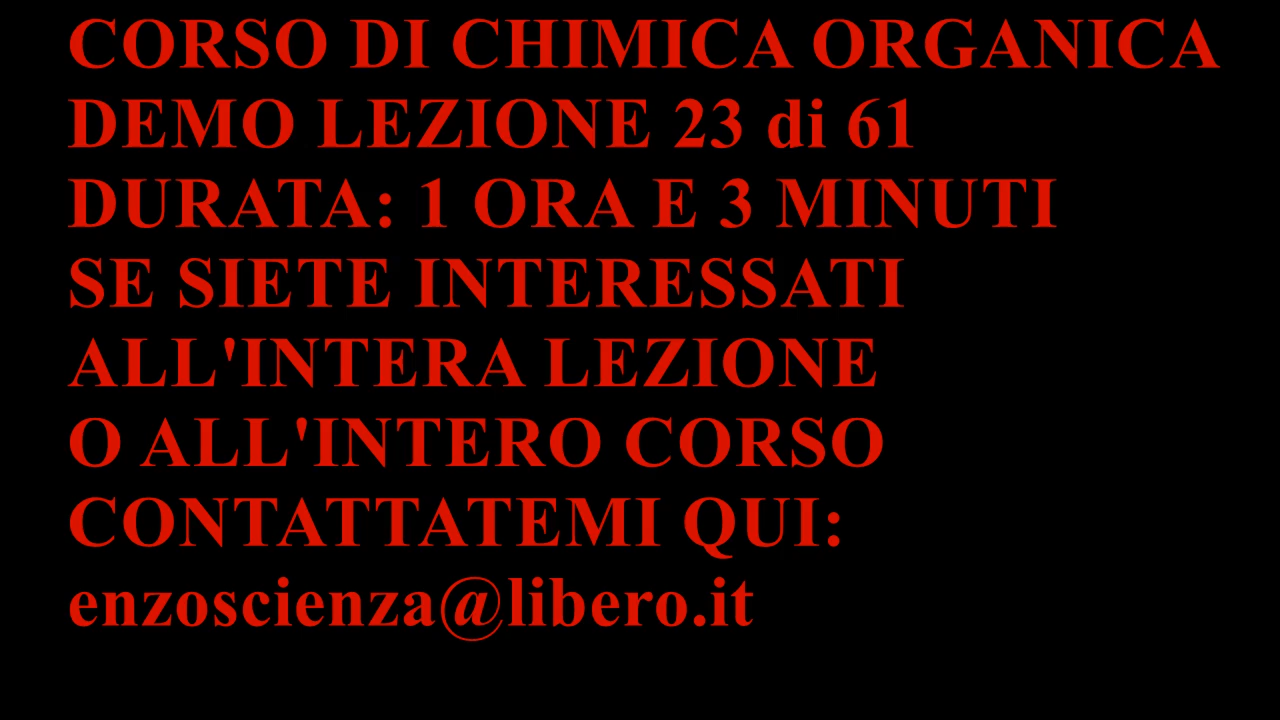 CORSO DI CHIMICA ORGANICA
DEMO LEZIONE 23 di 61
DURATA: 1 ORA E 3 MINUTI
SE SIETE INTERESSATI
ALL'INTERA LEZIONE
O ALL'INTERO CORSO
CONTATTATEMI QUI:
enzoscienza@libero.it